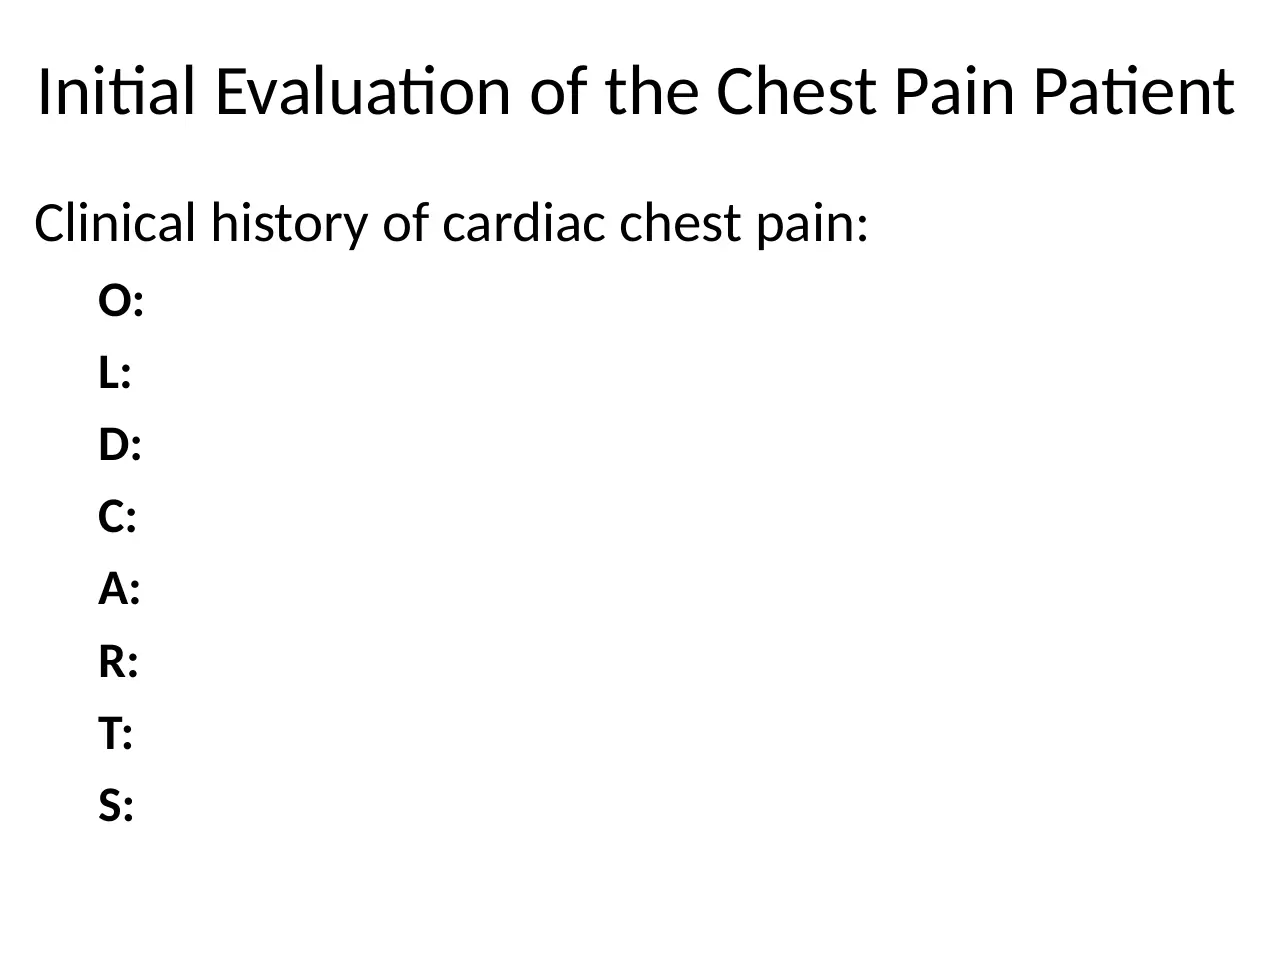 Initial Evaluation of the Chest Pain Patient
Clinical history of cardiac chest pain:
O:
L:
D:
C:
A:
R:
T:
S: